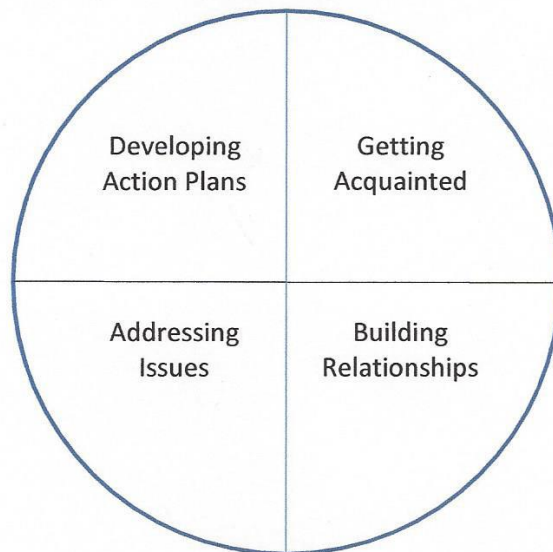 Developing
Action Plans
Getting
Acquainted
Addressing
Issues
Building
Relationships